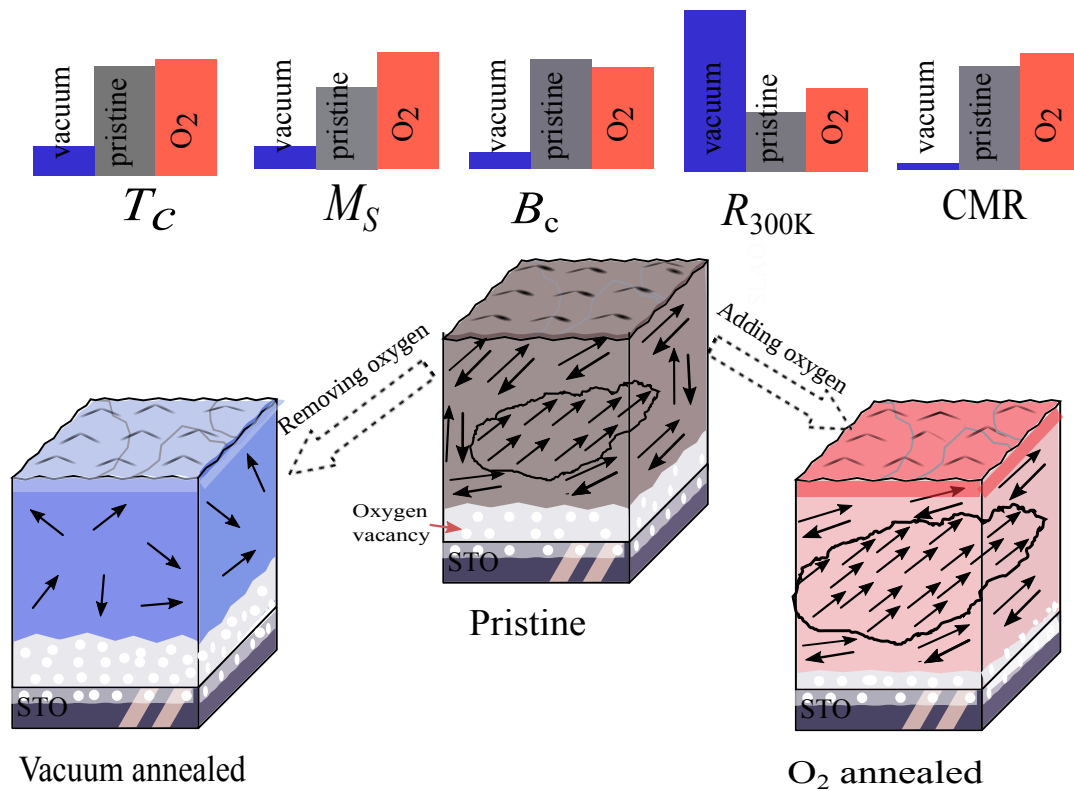 vacuum pristine O2
vacuum pristine O2
vacuum pristine O2
vacuum pristine O2
vacuum pristine O2
Tc MS Bc R300K CMR
SLAO
Removing oxygen
Adding oxygen
Oxygen
vacancy
STO
Pristine
STO
STO
Vacuum annealed
O2 annealed